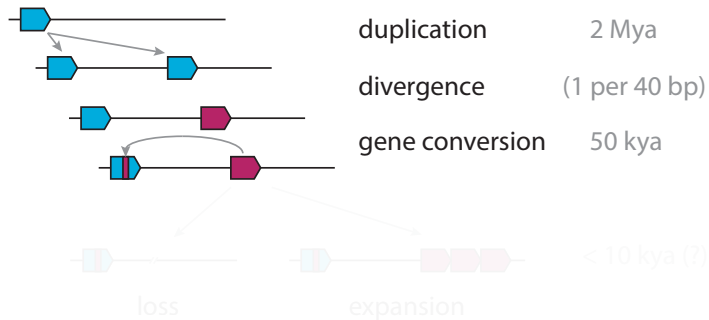 duplication 2 Mya
divergence (1 per 40 bp)
gene conversion 50 kya
< 10 kya (?)
loss expansion